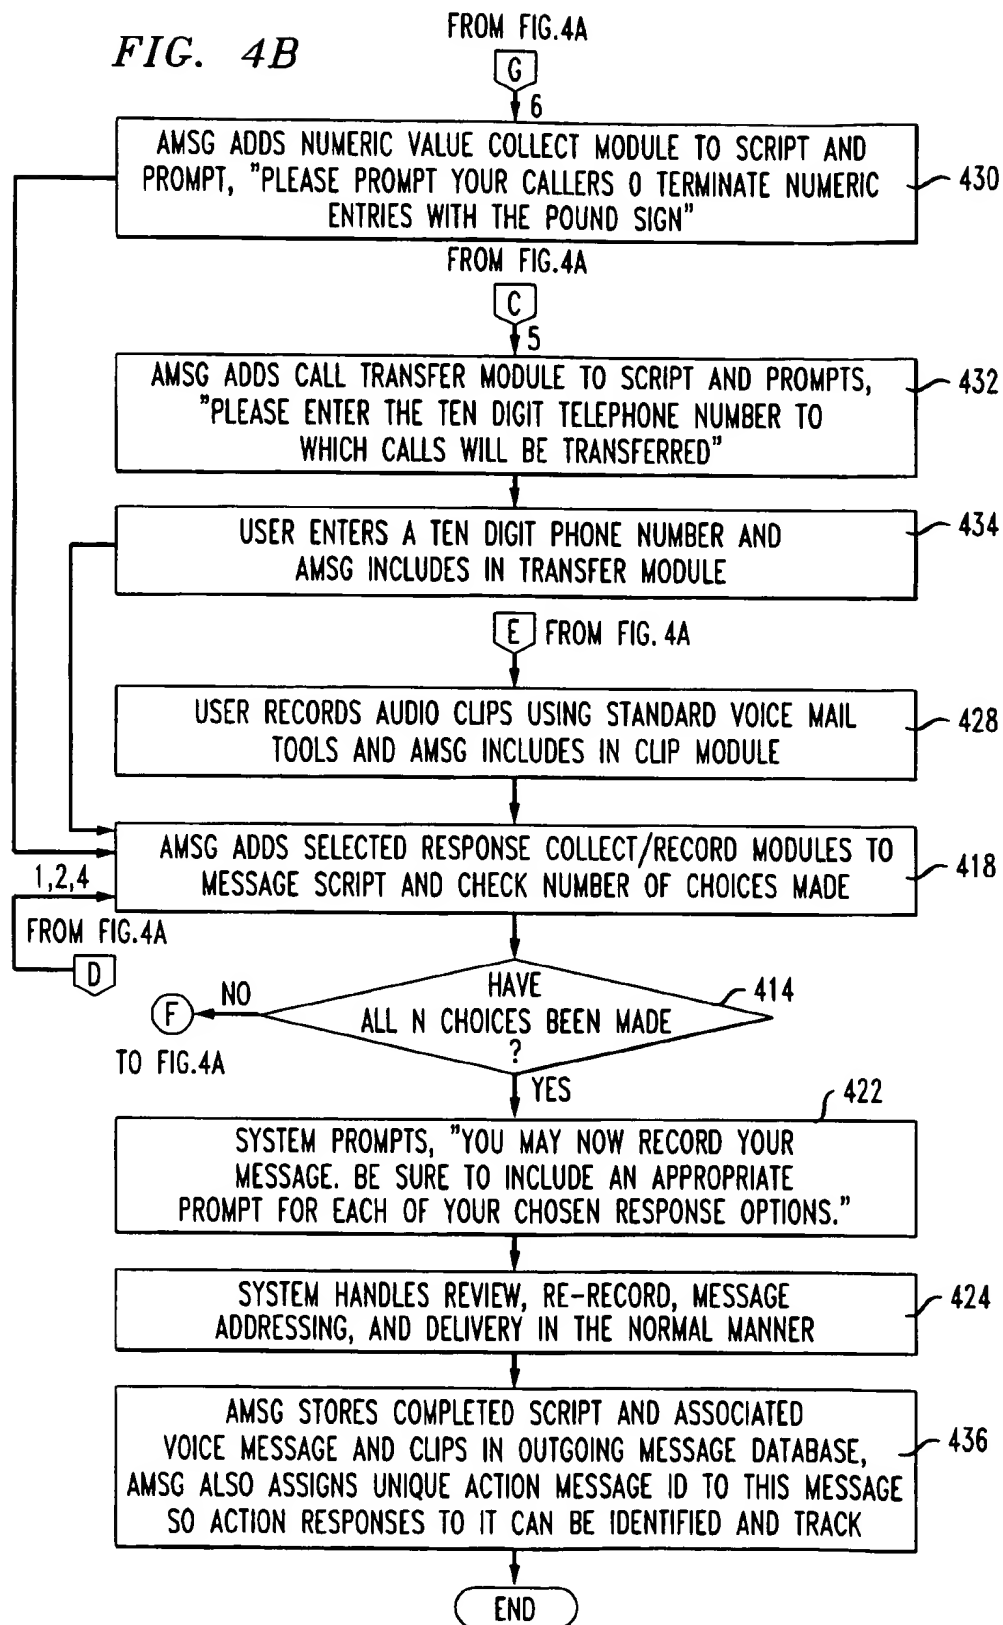 FIG. 4B
FROM FIG.4A
G
6
AMSG ADDS NUMERIC VALUE COLLECT MODULE TO SCRIPT AND
PROMPT, "PLEASE PROMPT YOUR CALLERS 0 TERMINATE NUMERIC
ENTRIES WITH THE POUND SIGN"
430
FROM FIG.4A
C
5
AMSG ADDS CALL TRANSFER MODULE TO SCRIPT AND PROMPTS,
"PLEASE ENTER THE TEN DIGIT TELEPHONE NUMBER TO
WHICH CALLS WILL BE TRANSFERRED"
432
USER ENTERS A TEN DIGIT PHONE NUMBER AND
AMSG INCLUDES IN TRANSFER MODULE
434
E FROM FIG. 4A
USER RECORDS AUDIO CLIPS USING STANDARD VOICE MAIL
TOOLS AND AMSG INCLUDES IN CLIP MODULE
428
AMSG ADDS SELECTED RESPONSE COLLECT/RECORD MODULES TO
MESSAGE SCRIPT AND CHECK NUMBER OF CHOICES MADE
418
1,2,4
FROM FIG.4A
D
HAVE
ALL N CHOICES BEEN MADE
?
414
NO
F
TO FIG.4A
YES
422
SYSTEM PROMPTS, "YOU MAY NOW RECORD YOUR
MESSAGE. BE SURE TO INCLUDE AN APPROPRIATE
PROMPT FOR EACH OF YOUR CHOSEN RESPONSE OPTIONS."
SYSTEM HANDLES REVIEW, RE-RECORD, MESSAGE
ADDRESSING, AND DELIVERY IN THE NORMAL MANNER
424
AMSG STORES COMPLETED SCRIPT AND ASSOCIATED
VOICE MESSAGE AND CLIPS IN OUTGOING MESSAGE DATABASE,
AMSG ALSO ASSIGNS UNIQUE ACTION MESSAGE ID TO THIS MESSAGE
SO ACTION RESPONSES TO IT CAN BE IDENTIFIED AND TRACK
436
END